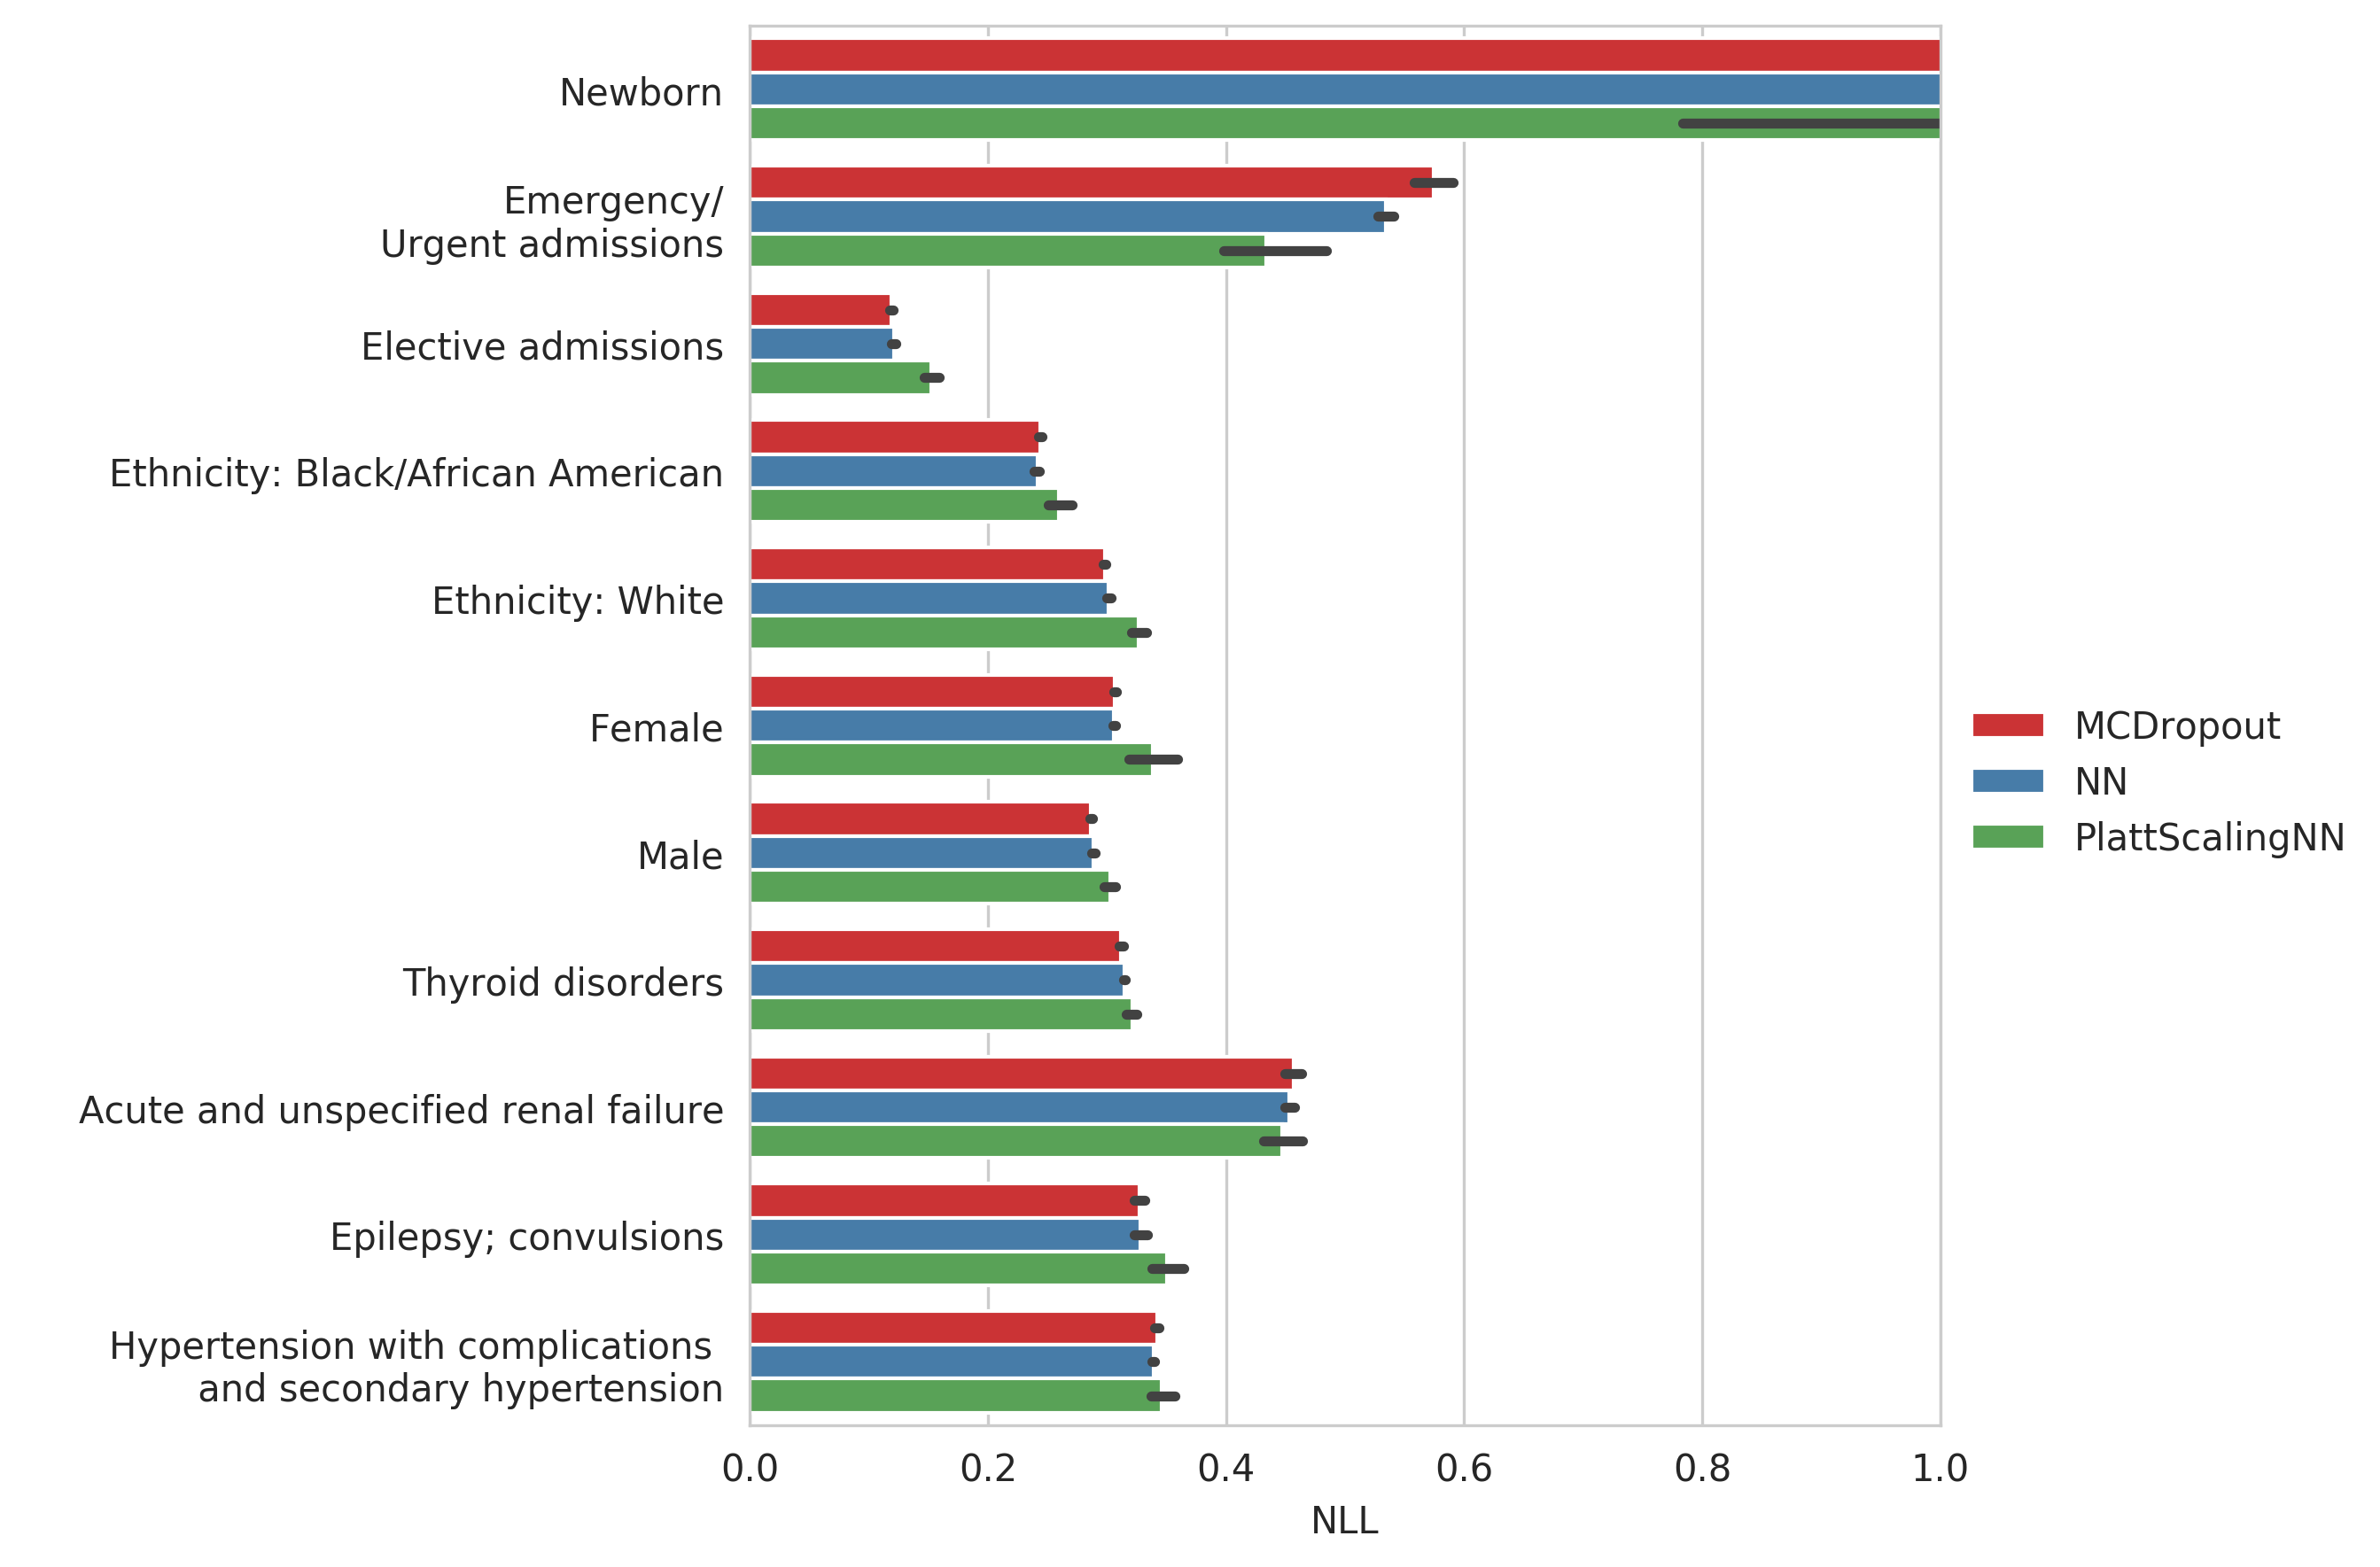 Newborn
Emergency/
Urgent admissions
Elective admissions
Ethnicity: Black/African American
Ethnicity: White
Female
Male
Thyroid disorders
Acute and unspecified renal failure
Epilepsy; convulsions
Hypertension with complications
and secondary hypertension
0.0 0.2 0.4 0.6 0.8 1.0
NLL
MCDropout
NN
PlattScalingNN